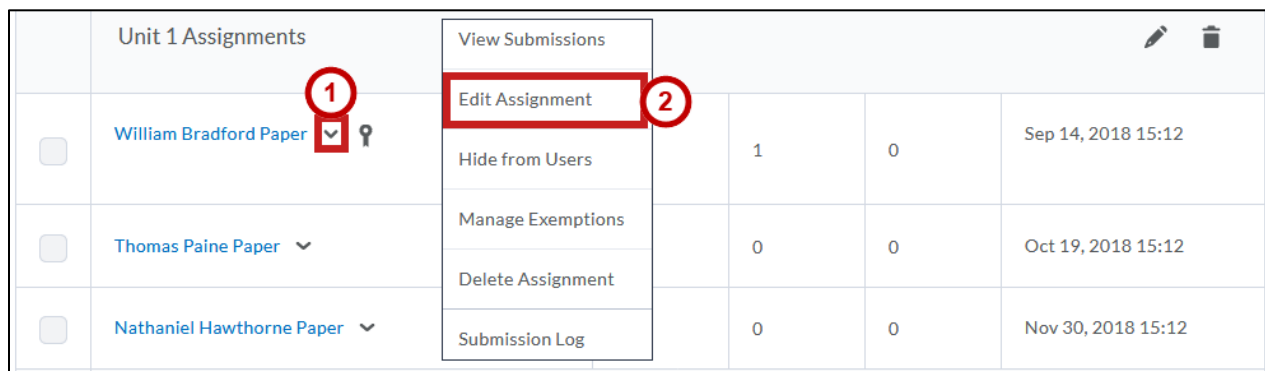 Unit 1 Assignments
View Submissions
1
Edit Assignment
2
William Bradford Paper
1
0
Sep 14, 2018 15:12
Hide from Users
Manage Exemptions
Thomas Paine Paper
0
0
Oct 19, 2018 15:12
Delete Assignment
Nathaniel Hawthorne Paper
0
0
Nov 30, 2018 15:12
Submission Log